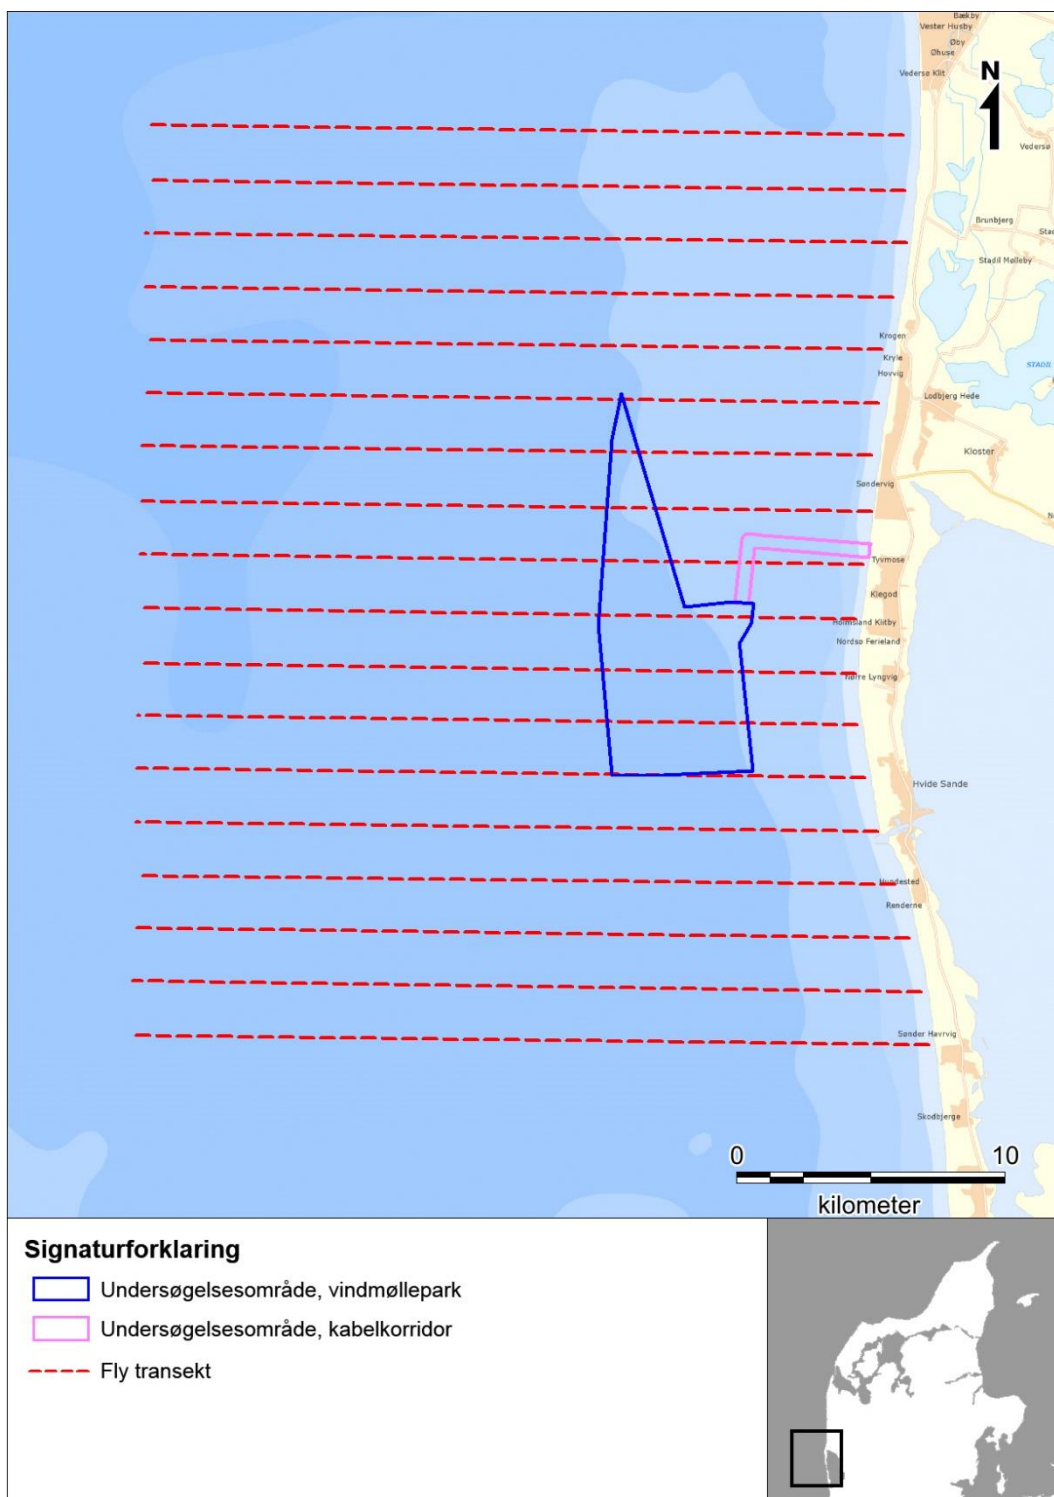 Bækby
Vester Husby
Øby
Øhuse
Vedersø Klit
N
Vedersø
Brunbjerg
Stadil Mølleby
Krogen
STADIL
Kryle
Hovvig
Lodbjerg Hede
Kloster
Søndervig
Tyvmose
Klegod
Holmsland Klitby
Nordsø Ferieland
Nørre Lyngvig
Hvide Sande
Hundested
Renderne
Sønder Havrvig
Skodbjerge
0 10
kilometer
Signaturforklaring
Undersøgelsesområde, vindmøllepark
Undersøgelsesområde, kabelkorridor
Fly transekt